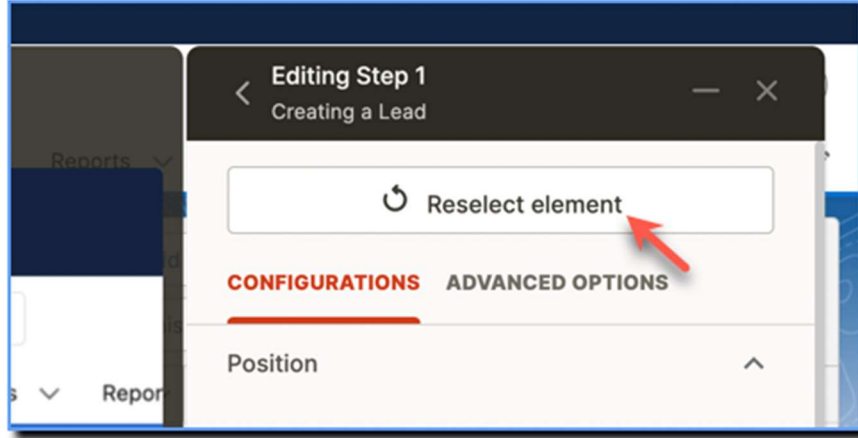 Editing Step 1
Creating a Lead
Reports
Reselect element
CONFIGURATIONS ADVANCED OPTIONS
Position
Repor